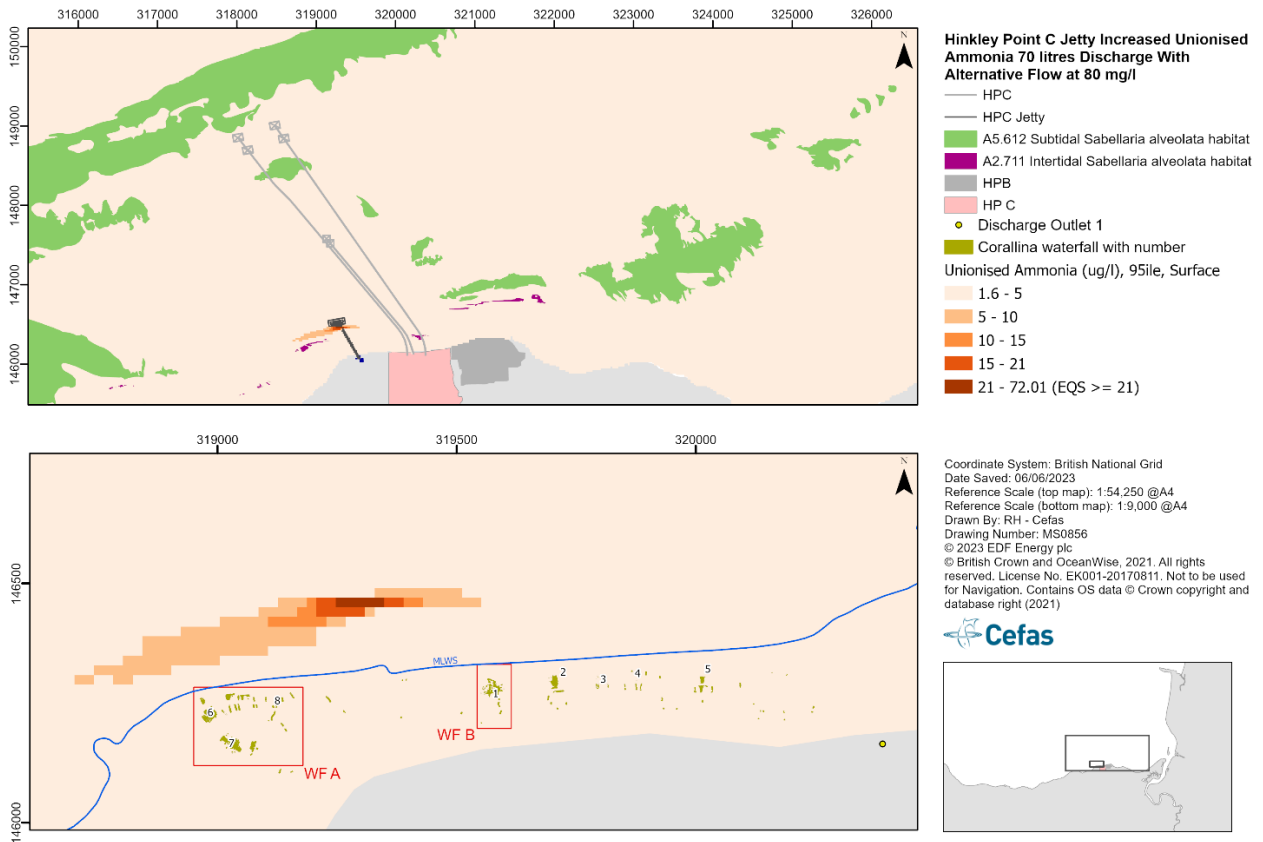 316000 317000 318000 319000 320000 321000 322000 323000 324000 325000 326000
150000
149000
148000
147000
146000
N
Hinkley Point C Jetty Increased Unionised
Ammonia 70 litres Discharge With
Alternative Flow at 80 mg/l
HPC
HPC Jetty
A5.612 Subtidal Sabellaria alveolata habitat
A2.711 Intertidal Sabellaria alveolata habitat
HPB
HP C
Discharge Outlet 1
Corallina waterfall with number
Unionised Ammonia (ug/l), 95ile, Surface
1.6 - 5
5 - 10
10 - 15
15 - 21
21 - 72.01 (EQS >= 21)
319000 319500 320000
146500
146000
N
MLWS
1
2
3
4
5
6
7
8
WF A
WF B
Coordinate System: British National Grid
Date Saved: 06/06/2023
Reference Scale (top map): 1:54,250 @A4
Reference Scale (bottom map): 1:9,000 @A4
Drawn By: RH - Cefas
Drawing Number: MS0856
© 2023 EDF Energy plc
© British Crown and OceanWise, 2021. All rights
reserved. License No. EK001-20170811. Not to be used
for Navigation. Contains OS data © Crown copyright and
database right (2021)
Cefas